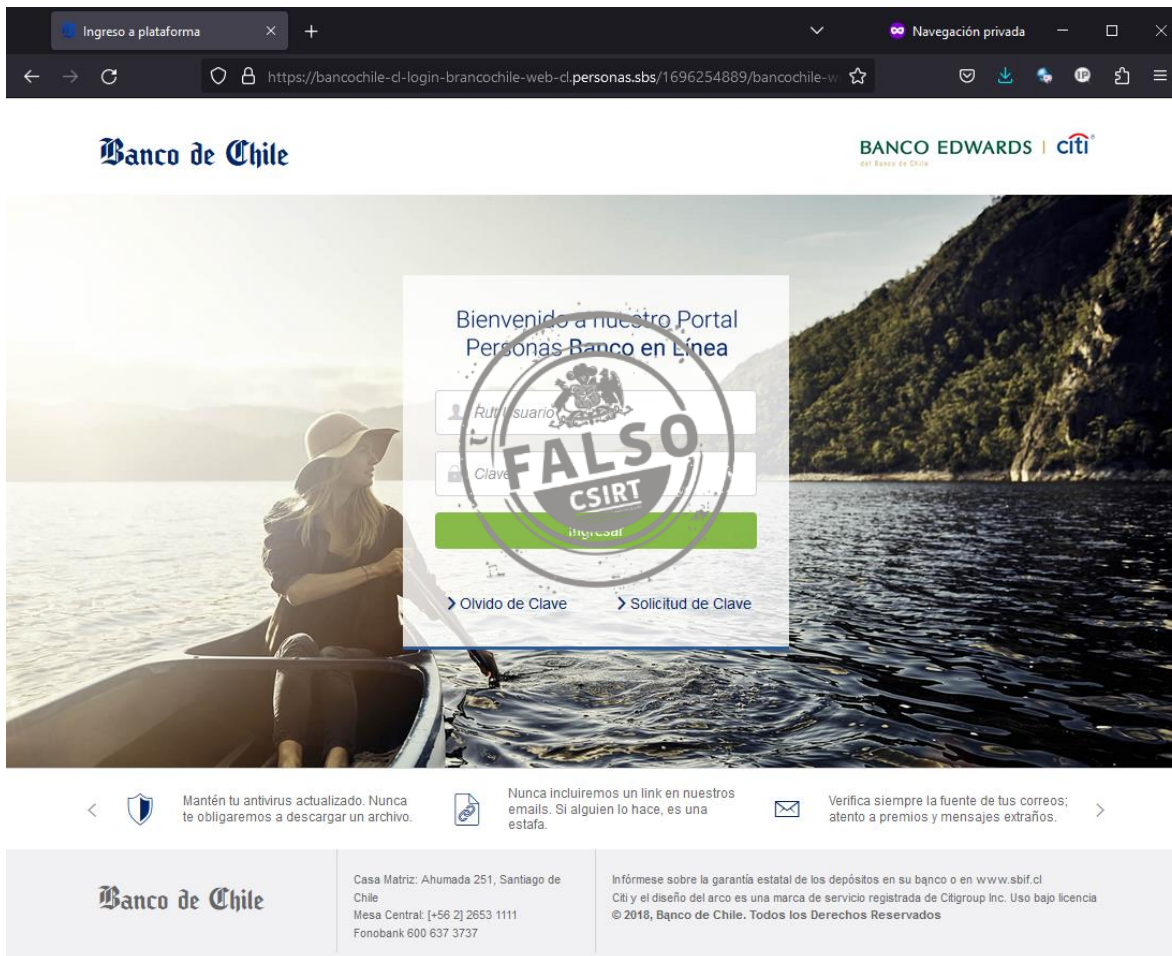 Ingreso a plataforma
Navegación privada
https://bancochile-cl-login-brancochile-web-cl.personas.sbs/1696254889/bancochile-w
Banco de Chile
BANCO EDWARDS | citi
del Banco de Chile
Bienvenido a nuestro Portal
Personas Banco en Línea
Rut Usuario
Clave
FALSO
CSIRT
Ingresar
Olvido de Clave
Solicitud de Clave
Mantén tu antivirus actualizado. Nunca
te obligaremos a descargar un archivo.
Nunca incluiremos un link en nuestros
emails. Si alguien lo hace, es una
estafa.
Verifica siempre la fuente de tus correos;
atento a premios y mensajes extraños.
Banco de Chile
Casa Matriz: Ahumada 251, Santiago de
Chile
Mesa Central: [+56 2] 2653 1111
Fonobank 600 637 3737
Infórmese sobre la garantía estatal de los depósitos en su bąnco o en www.sbif.cl
Citi y el diseño del arco es una marca de servicio registrada de Citigroup Inc. Uso bajo licencia
© 2018, Bąnco de Chile. Todos los Derechos Reservados